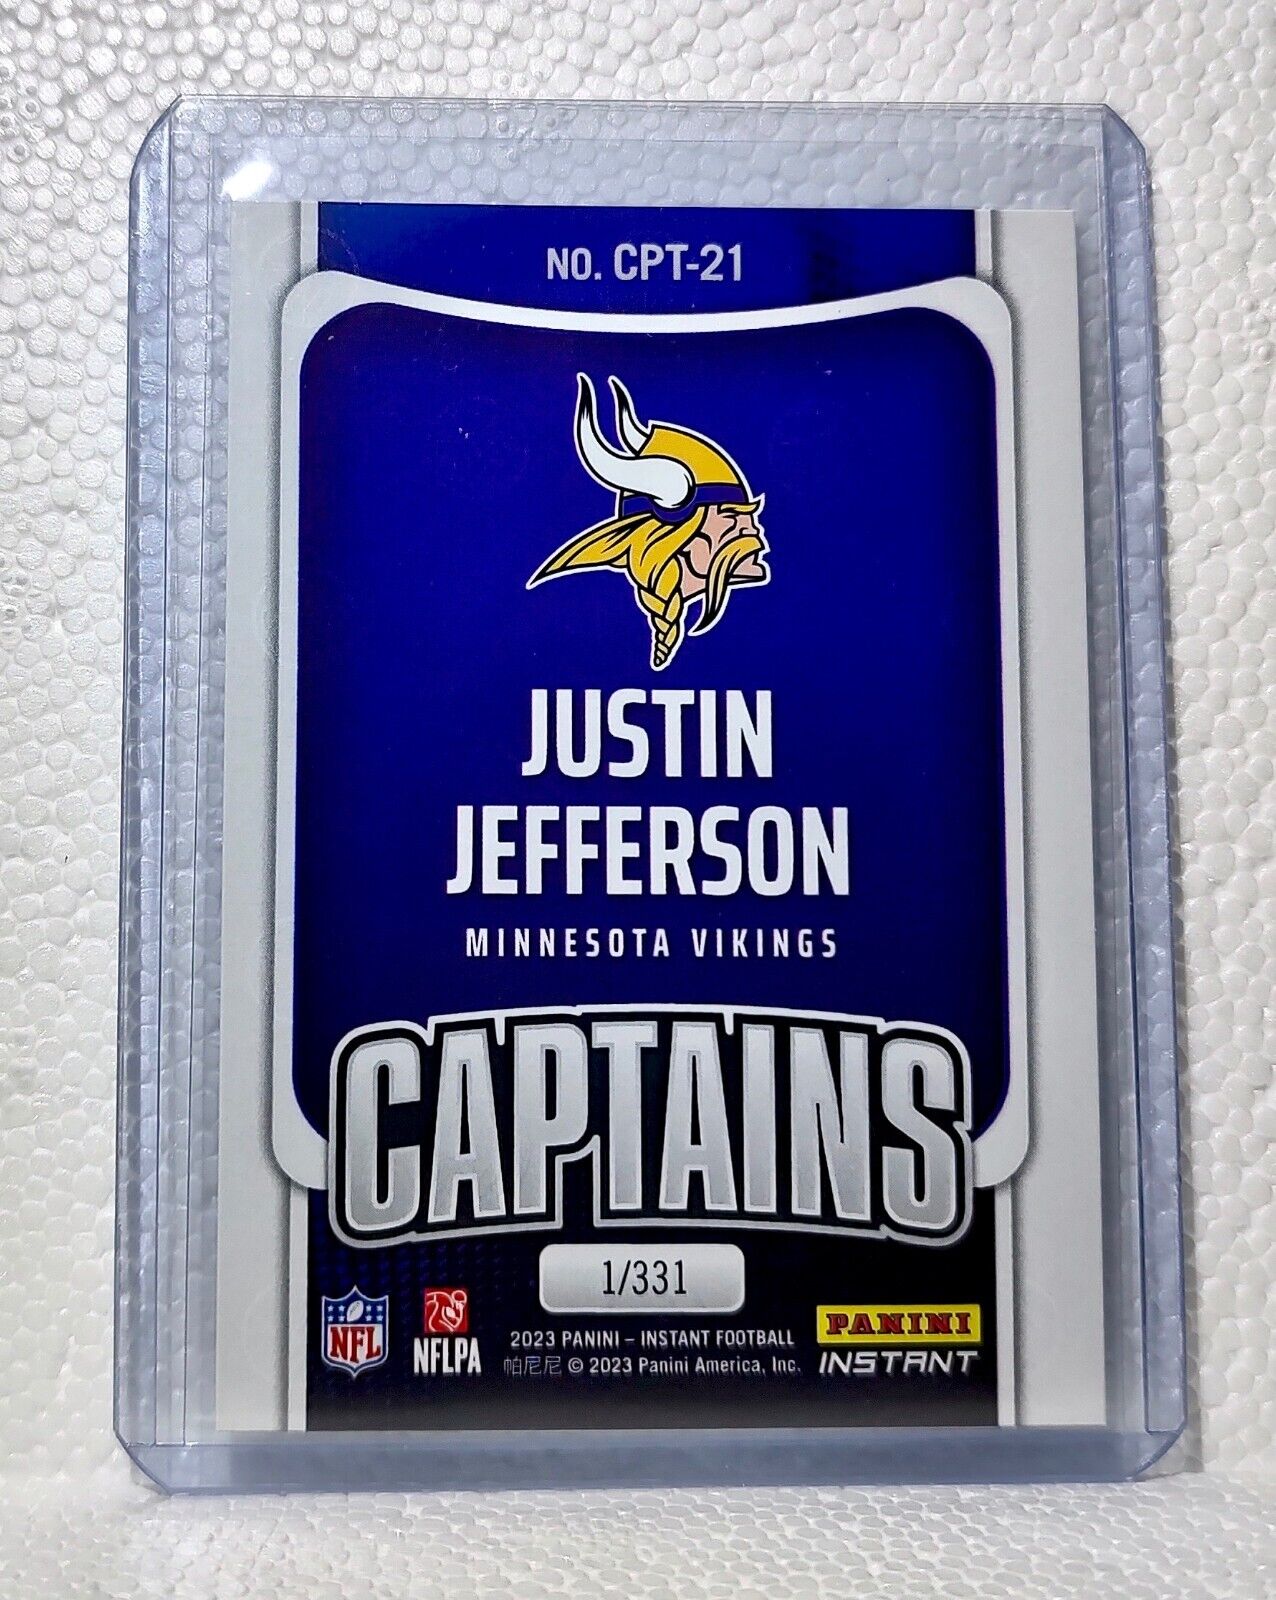 NO. CPT-21
JUSTIN
JEFFERSON
MINNESOTA VIKINGS
CAPTAINS
1/331
NFL
NFLPA
2023 PANINI – INSTANT FOOTBALL
帕尼尼 © 2023 Panini America, Inc.
PANINI
INSTANT